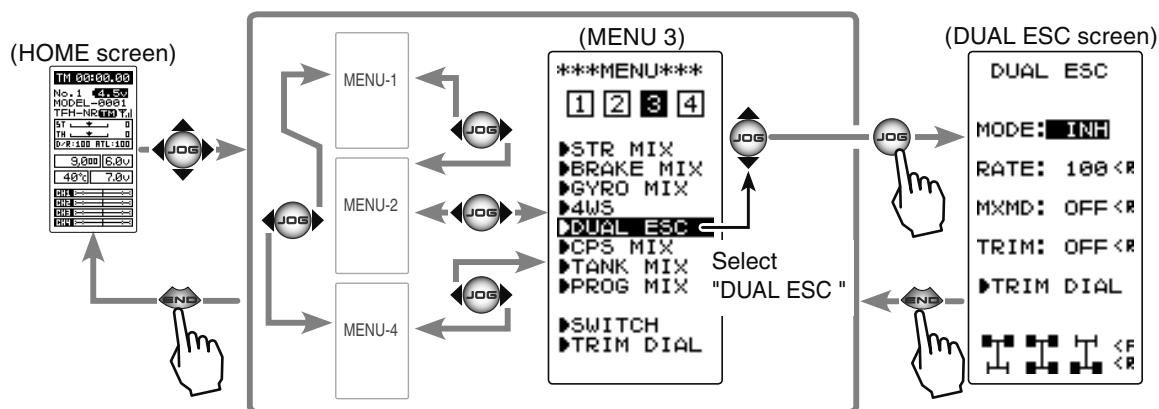 (HOME screen)
TM 00:00.00
No.1 4.5v
MODEL-0001
TFH-NR TM
ST 0
TH 0
D/R:100 ATL:100
9,000 6.0v
40℃ 7.0v
CH1
CH2
CH3
CH4
JOG
END
MENU-1
MENU-2
MENU-4
JOG
JOG
JOG
JOG
(MENU 3)
***MENU***
1 2 3 4
STR MIX
BRAKE MIX
GYRO MIX
4WS
DUAL ESC
CPS MIX
TANK MIX
PROG MIX
SWITCH
TRIM DIAL
JOG
Select
"DUAL ESC "
JOG
END
(DUAL ESC screen)
DUAL ESC
MODE: INH
RATE: 100 <R
MXMD: OFF <R
TRIM: OFF <R
TRIM DIAL
<F
<R